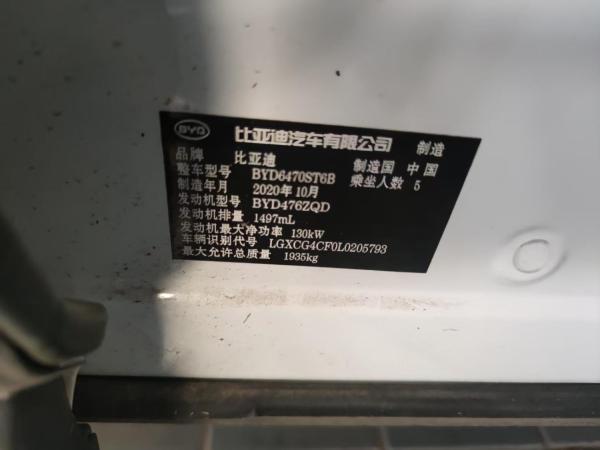 BYD 比亚迪汽车有限公司 制造
品牌 比亚迪 制造国 中国
整车型号 BYD6470ST6B 乘坐人数 5
制造年月 2020年10月
发动机型号 BYD476ZQD
发动机排量 1497mL
发动机最大净功率 130kW
车辆识别代号 LGXCG4CF0L0205793
最大允许总质量 1935kg